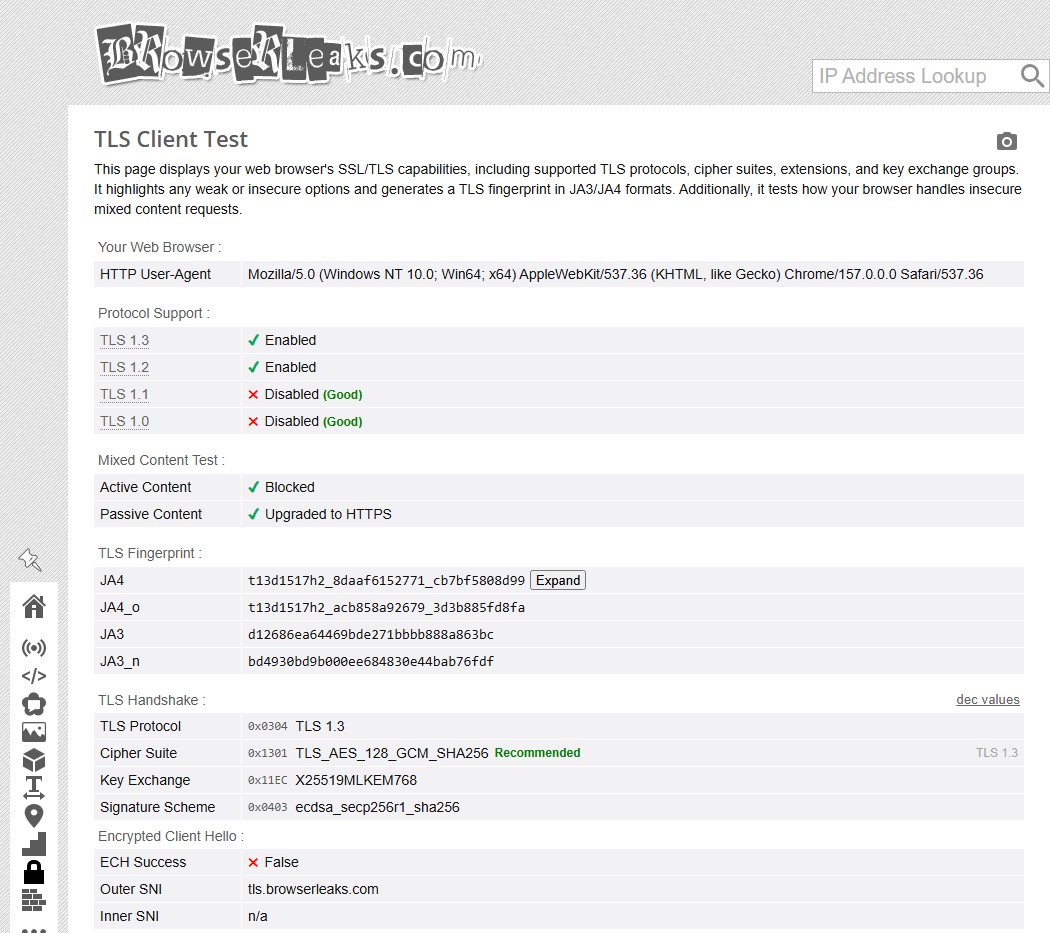 BrowserLeaks.com
IP Address Lookup
TLS Client Test
This page displays your web browser's SSL/TLS capabilities, including supported TLS protocols, cipher suites, extensions, and key exchange groups.
It highlights any weak or insecure options and generates a TLS fingerprint in JA3/JA4 formats. Additionally, it tests how your browser handles insecure
mixed content requests.
Your Web Browser :
HTTP User-Agent Mozilla/5.0 (Windows NT 10.0; Win64; x64) AppleWebKit/537.36 (KHTML, like Gecko) Chrome/157.0.0.0 Safari/537.36
Protocol Support :
TLS 1.3 ✔ Enabled
TLS 1.2 ✔ Enabled
TLS 1.1 ✕ Disabled (Good)
TLS 1.0 ✕ Disabled (Good)
Mixed Content Test :
Active Content ✔ Blocked
Passive Content ✔ Upgraded to HTTPS
TLS Fingerprint :
JA4 t13d1517h2_8daaf6152771_cb7bf5808d99 Expand
JA4_o t13d1517h2_acb858a92679_3d3b885fd8fa
JA3 d12686ea64469bde271bbbb888a863bc
JA3_n bd4930bd9b000ee684830e44bab76fdf
TLS Handshake : dec values
TLS Protocol 0x0304 TLS 1.3
Cipher Suite 0x1301 TLS_AES_128_GCM_SHA256 Recommended TLS 1.3
Key Exchange 0x11EC X25519MLKEM768
Signature Scheme 0x0403 ecdsa_secp256r1_sha256
Encrypted Client Hello :
ECH Success ✕ False
Outer SNI tls.browserleaks.com
Inner SNI n/a